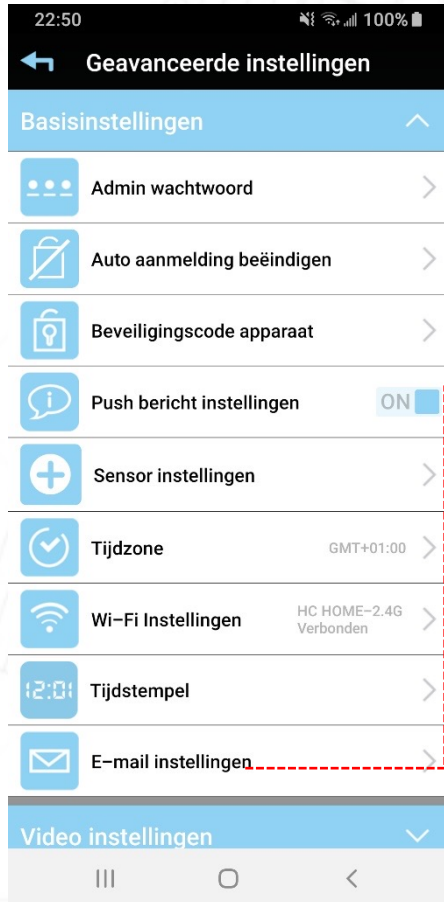 22:50 100%
Geavanceerde instellingen
Basisinstellingen
Admin wachtwoord
Auto aanmelding beëindigen
Beveiligingscode apparaat
Push bericht instellingen ON
Sensor instellingen
Tijdzone GMT+01:00
Wi-Fi Instellingen HC HOME-2.4G
Verbonden
12:01 Tijdstempel
E-mail instellingen
Video instellingen